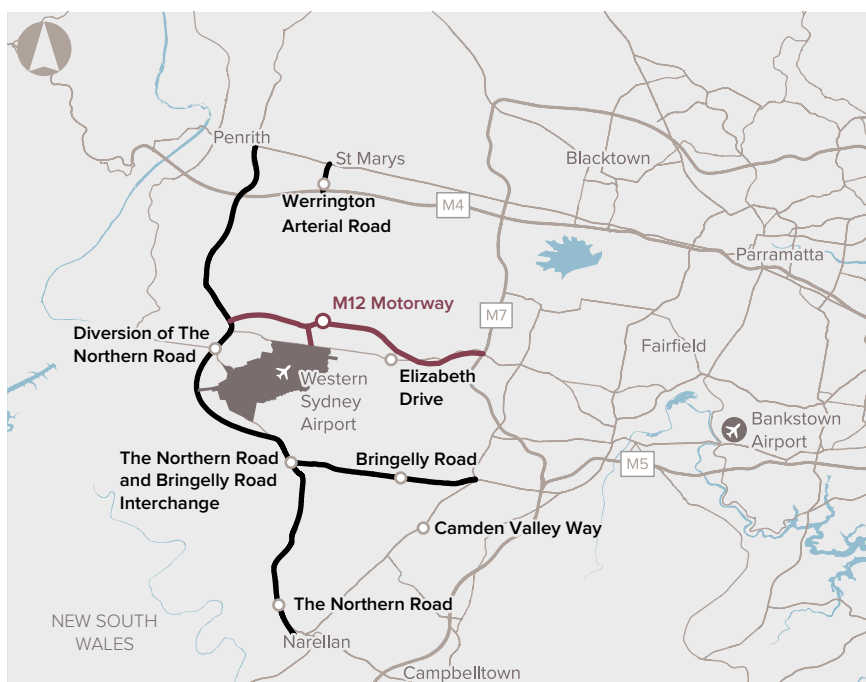 Penrith
St Marys
Blacktown
Werrington
Arterial Road
M4
Parramatta
M12 Motorway
M7
Diversion of The
Northern Road
Fairfield
Elizabeth
Drive
Western
Sydney
Airport
Bankstown
Airport
The Northern Road
and Bringelly Road
Interchange
Bringelly Road
M5
Camden Valley Way
The Northern Road
NEW SOUTH
WALES
Narellan
Campbelltown